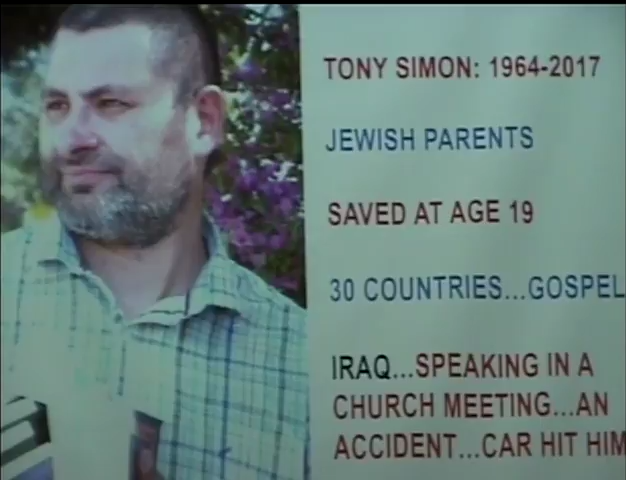 TONY SIMON: 1964-2017
JEWISH PARENTS
SAVED AT AGE 19
30 COUNTRIES...GOSPEL
IRAQ...SPEAKING IN A
CHURCH MEETING...AN
ACCIDENT...CAR HIT HIM